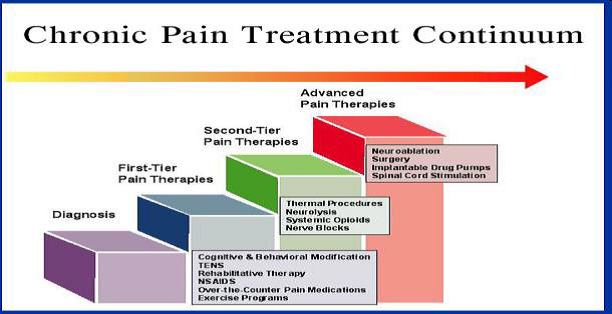 Chronic Pain Treatment Continuum
Advanced
Pain Therapies
Neuroablation
Surgery
Implantable Drug Pumps
Spinal Cord Stimulation
Second-Tier
Pain Therapies
Thermal Procedures
Neurolysis
Systemic Opioids
Nerve Blocks
First-Tier
Pain Therapies
Cognitive & Behavioral Modification
TENS
Rehabilitative Therapy
NSAIDS
Over-the-Counter Pain Medications
Exercise Programs
Diagnosis